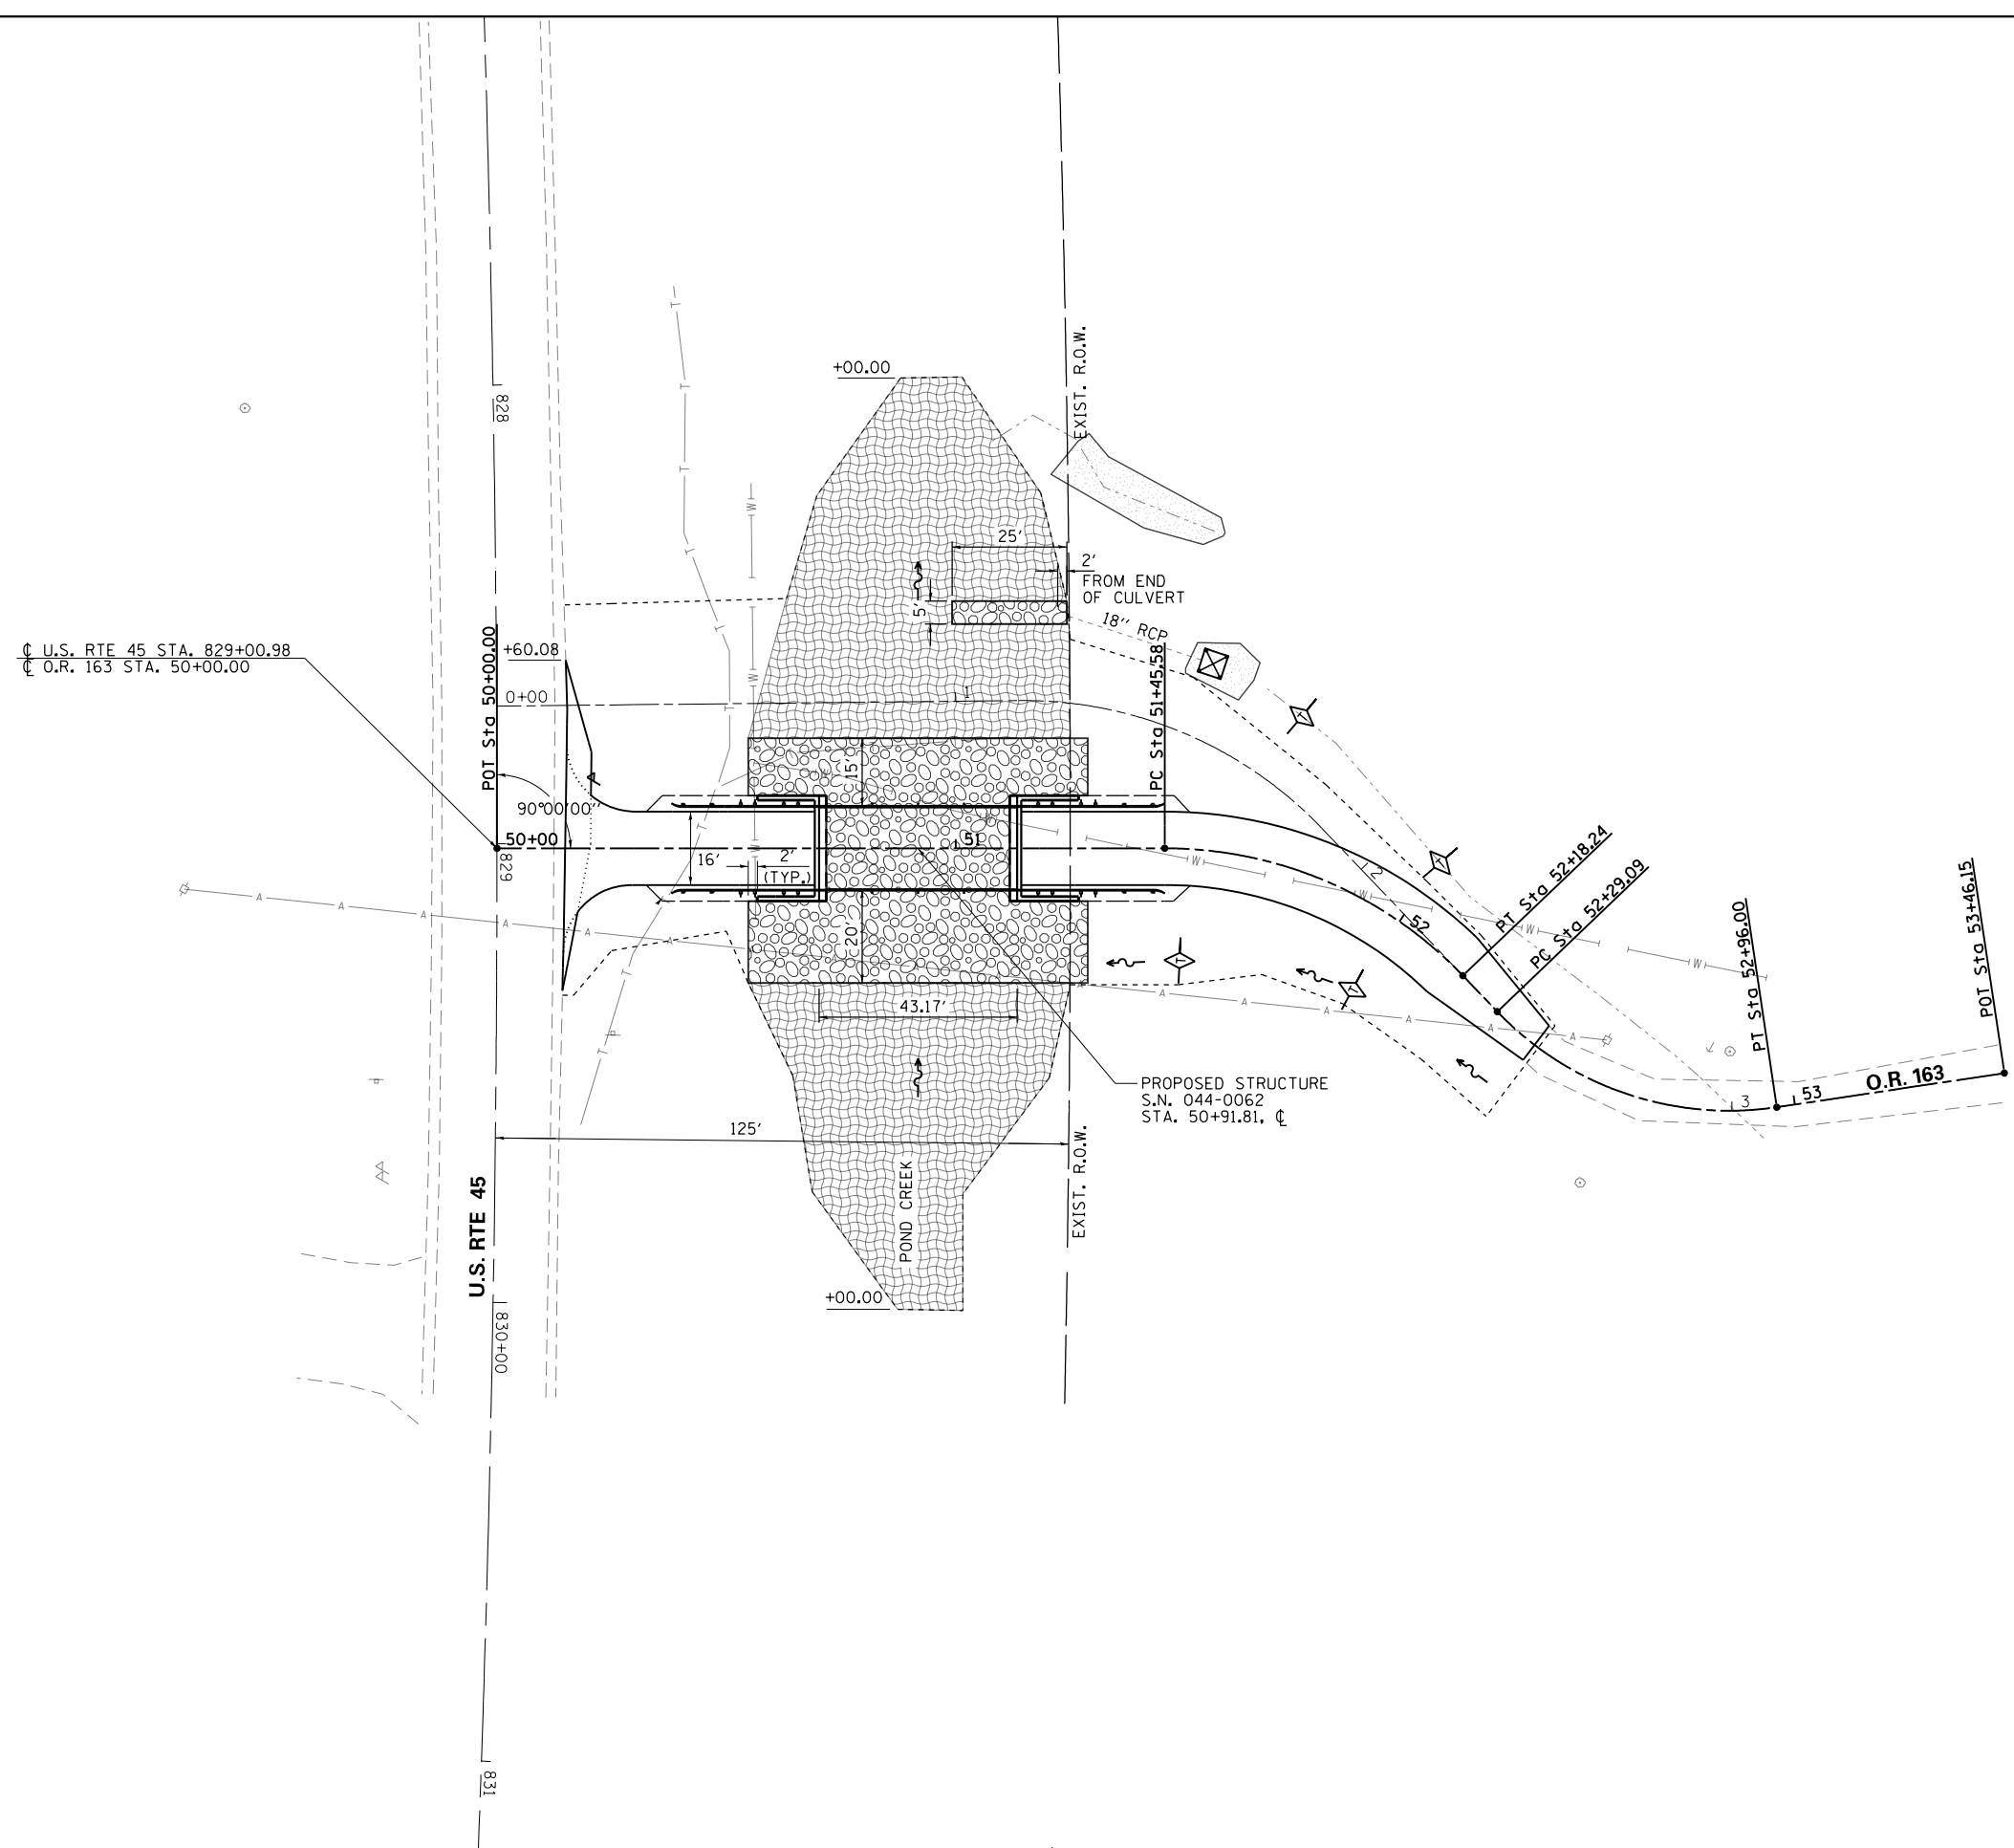 +00.00
EXIST. R.O.W.
828
25'
2'
FROM END
OF CULVERT
5'
18" RCP
℄ U.S. RTE 45 STA. 829+00.98
℄ O.R. 163 STA. 50+00.00
POT Sta 50+00.00
+60.08
0+00
1
PC Sta 51+45.58
15'
90°00'00"
50+00
51
829
16'
2'
(TYP.)
2
52
PT Sta 52+18.24
PC Sta 52+29.09
PT Sta 52+96.00
POT Sta 53+46.15
20'
43.17'
PROPOSED STRUCTURE
S.N. 044-0062
STA. 50+91.81, ℄
3
53
O.R. 163
125'
U.S. RTE 45
POND CREEK
EXIST. R.O.W.
+00.00
830+00
831
T
T
T
T
T
T
T
T
T
T
T
P
P
W
W
W
W
W
W
W
W
W
A
A
A
A
A
A
A
A
A
A
A
A
A
A
T
T
T
T